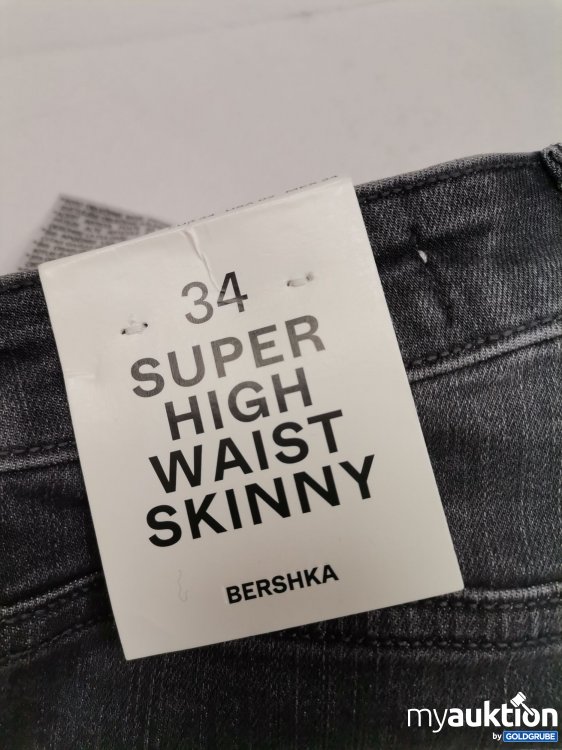 34
SUPER
HIGH
WAIST
SKINNY
BERSHKA
myauktion
by GOLDGRUBE